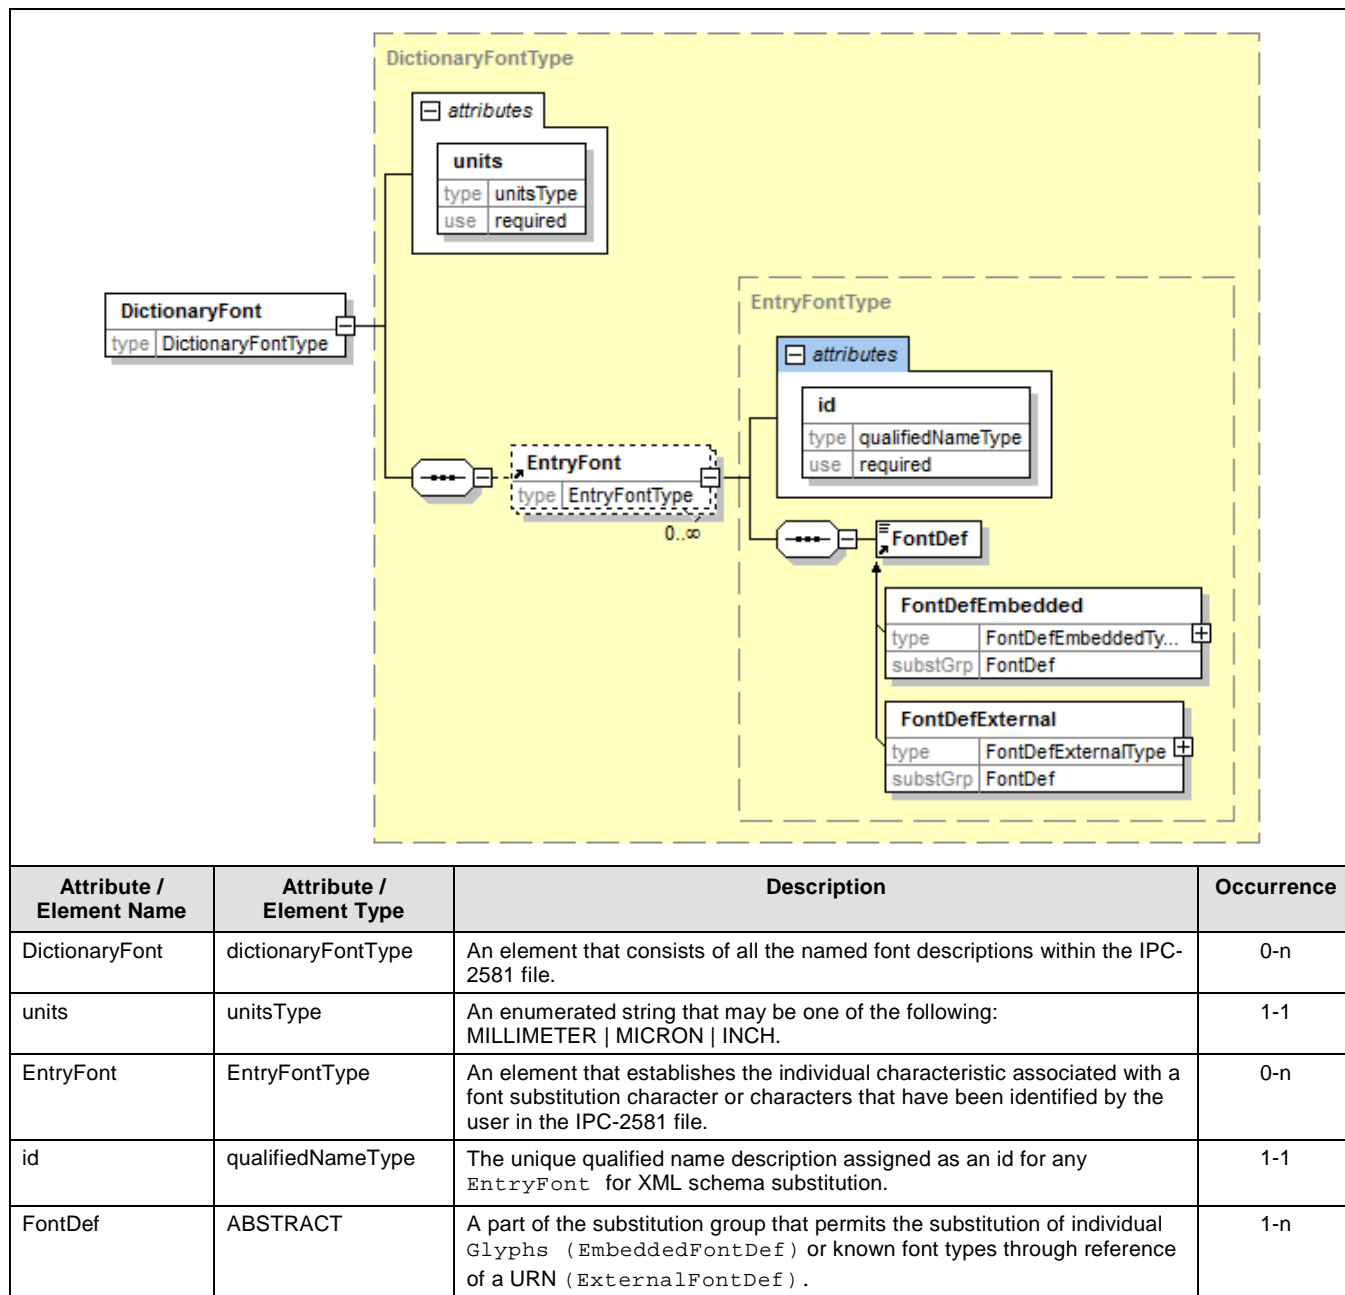 DictionaryFontType
attributes
units
type unitsType
use required
DictionaryFont
type DictionaryFontType
EntryFontType
attributes
id
type qualifiedNameType
use required
EntryFont
type EntryFontType
0..∞
FontDef
FontDefEmbedded
type FontDefEmbeddedTy...
substGrp FontDef
FontDefExternal
type FontDefExternalType
substGrp FontDef
Attribute / Attribute / Description Occurrence
Element Name Element Type
DictionaryFont dictionaryFontType An element that consists of all the named font descriptions within the IPC- 0-n
2581 file.
units unitsType An enumerated string that may be one of the following: 1-1
MILLIMETER | MICRON | INCH.
EntryFont EntryFontType An element that establishes the individual characteristic associated with a 0-n
font substitution character or characters that have been identified by the
user in the IPC-2581 file.
id qualifiedNameType The unique qualified name description assigned as an id for any 1-1
EntryFont for XML schema substitution.
FontDef ABSTRACT A part of the substitution group that permits the substitution of individual 1-n
Glyphs (EmbeddedFontDef) or known font types through reference
of a URN (ExternalFontDef).